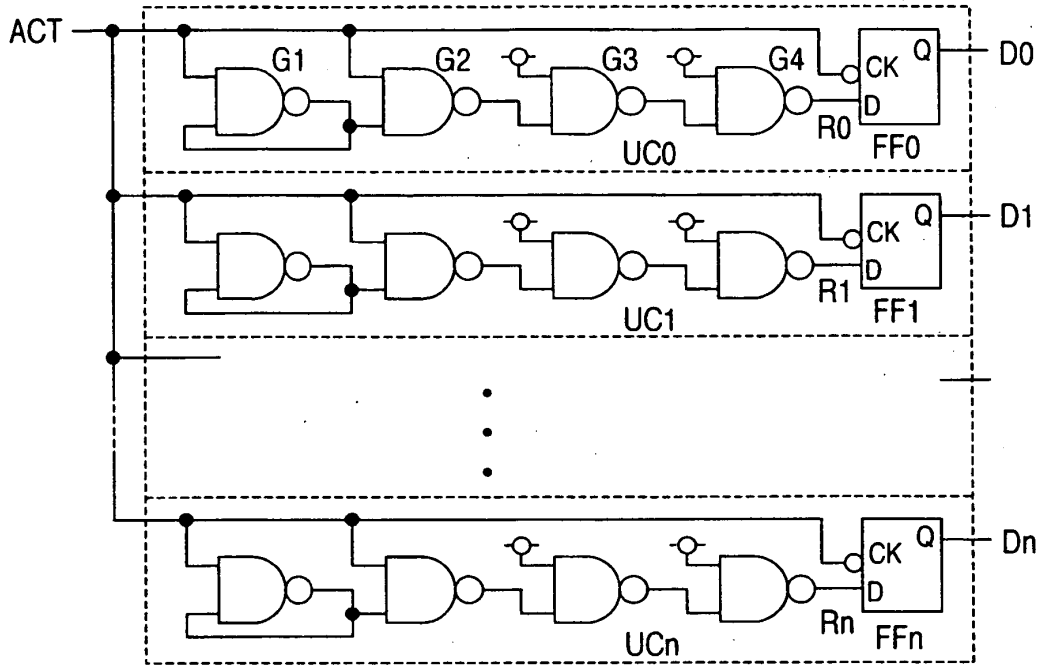 ACT
G1 G2 G3 G4 Q D0
CK
R0 D
UC0 FF0
Q D1
CK
R1 D
UC1 FF1
Q Dn
CK
Rn D
UCn FFn